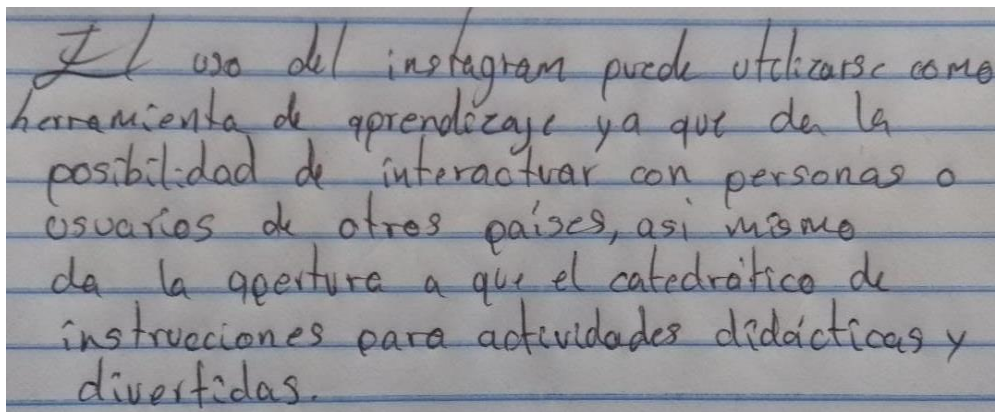 El uso del instagram puede utilizarse como
herramienta de aprendizaje ya que da la
posibilidad de interactuar con personas o
usuarios de otros países, asi mismo
da la apertura a que el catedrático de
instrucciones para actividades didácticas y
divertidas.